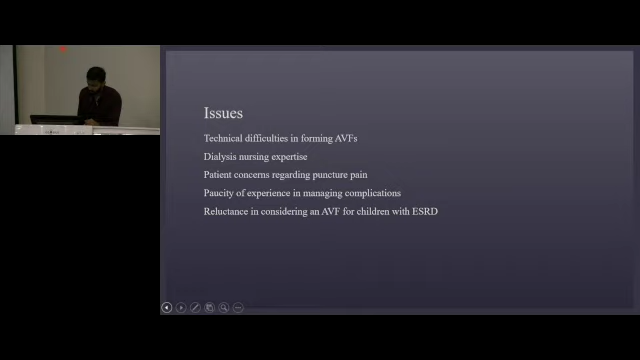 Issues
Technical difficulties in forming AVFs
Dialysis nursing expertise
Patient concerns regarding puncture pain
Paucity of experience in managing complications
Reluctance in considering an AVF for children with ESRD